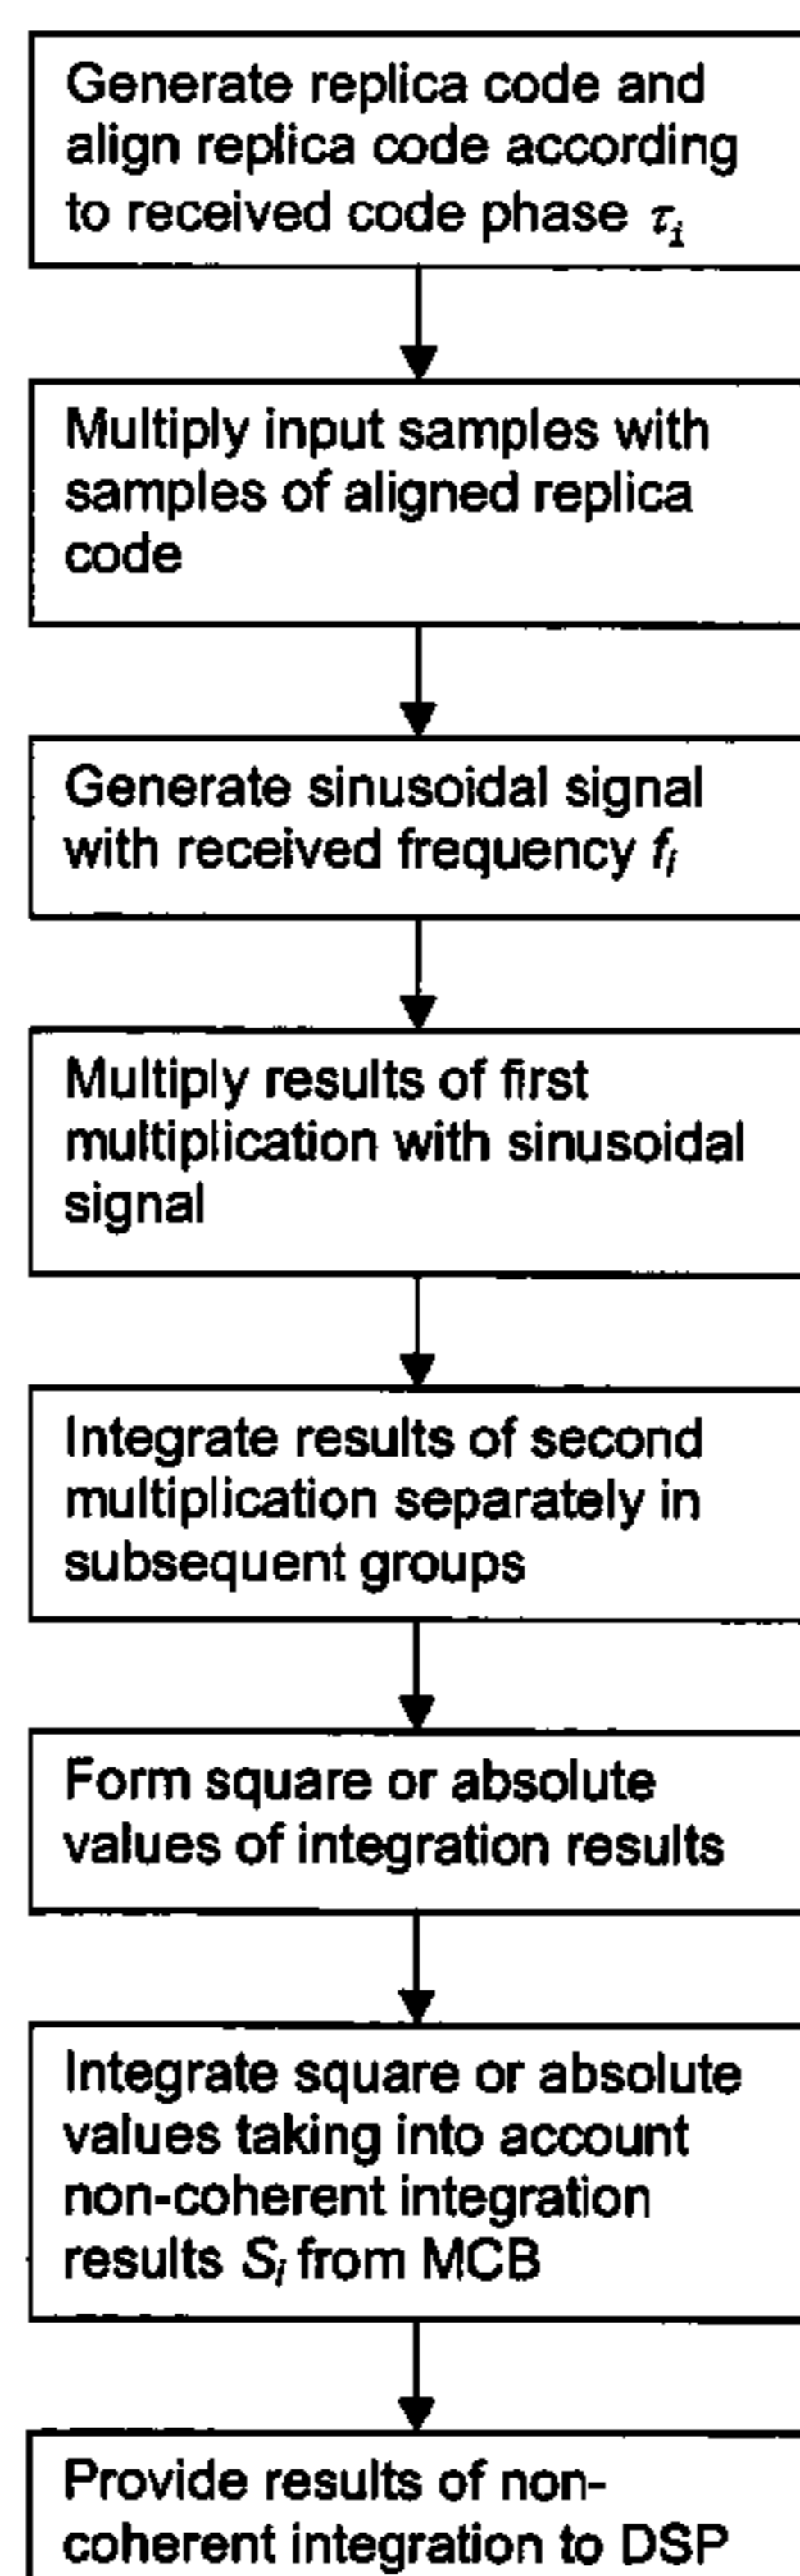 Generate replica code and
align replica code according
to received code phase τᵢ
Multiply input samples with
samples of aligned replica
code
Generate sinusoidal signal
with received frequency fᵢ
Multiply results of first
multiplication with sinusoidal
signal
Integrate results of second
multiplication separately in
subsequent groups
Form square or absolute
values of integration results
Integrate square or absolute
values taking into account
non-coherent integration
results Sᵢ from MCB
Provide results of non-
coherent integration to DSP